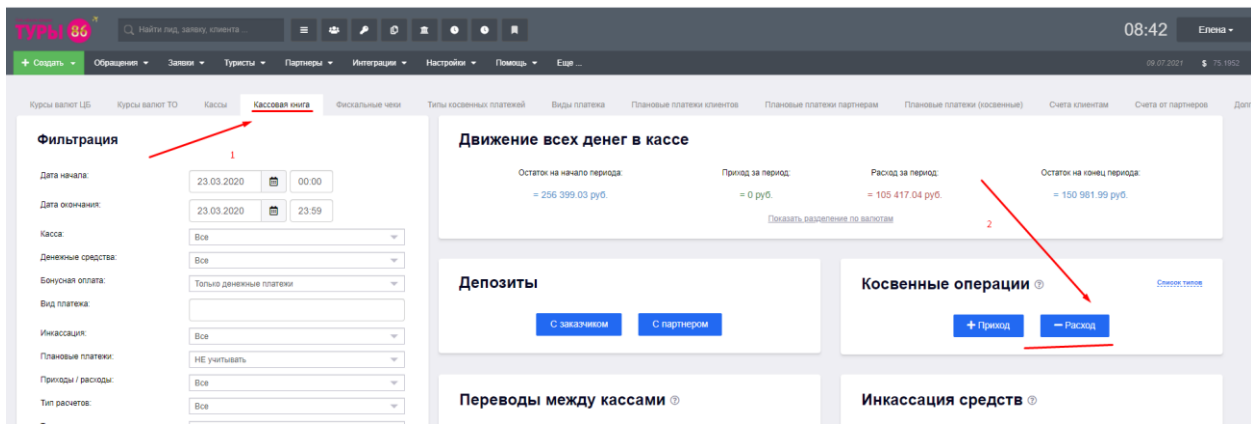 ТУРЫ 86
Найти гид, заявку, клиента ...
08:42
Елена
+ Создать
Обращения
Заявки
Туристы
Партнеры
Интеграции
Настройки
Помощь
Еще ...
09.07.2021
$ 75.1952
Курсы валют ЦБ
Курсы валют ТО
Кассы
Кассовая книга
Фискальные чеки
Типы косвенных платежей
Виды платежа
Плановые платежи клиентов
Плановые платежи партнерам
Плановые платежи (косвенные)
Счета клиентам
Счета от партнеров
Фильтрация
1
Дата начала:
23.03.2020
00:00
Дата окончания:
23.03.2020
23:59
Касса:
Все
Денежные средства:
Все
Бонусная оплата:
Только денежные платежи
Вид платежа:
Инкассация:
Все
Плановые платежи:
НЕ учитывать
Приходы / расходы:
Все
Тип расчетов:
Все
Движение всех денег в кассе
Остаток на начало периода:
= 256 399.03 руб.
Приход за период:
= 0 руб.
Расход за период:
= 105 417.04 руб.
Остаток на конец периода:
= 150 981.99 руб.
Показать разделение по валютам
2
Депозиты
С заказчиком
С партнером
Косвенные операции
Список типов
+ Приход
− Расход
Переводы между кассами
Инкассация средств